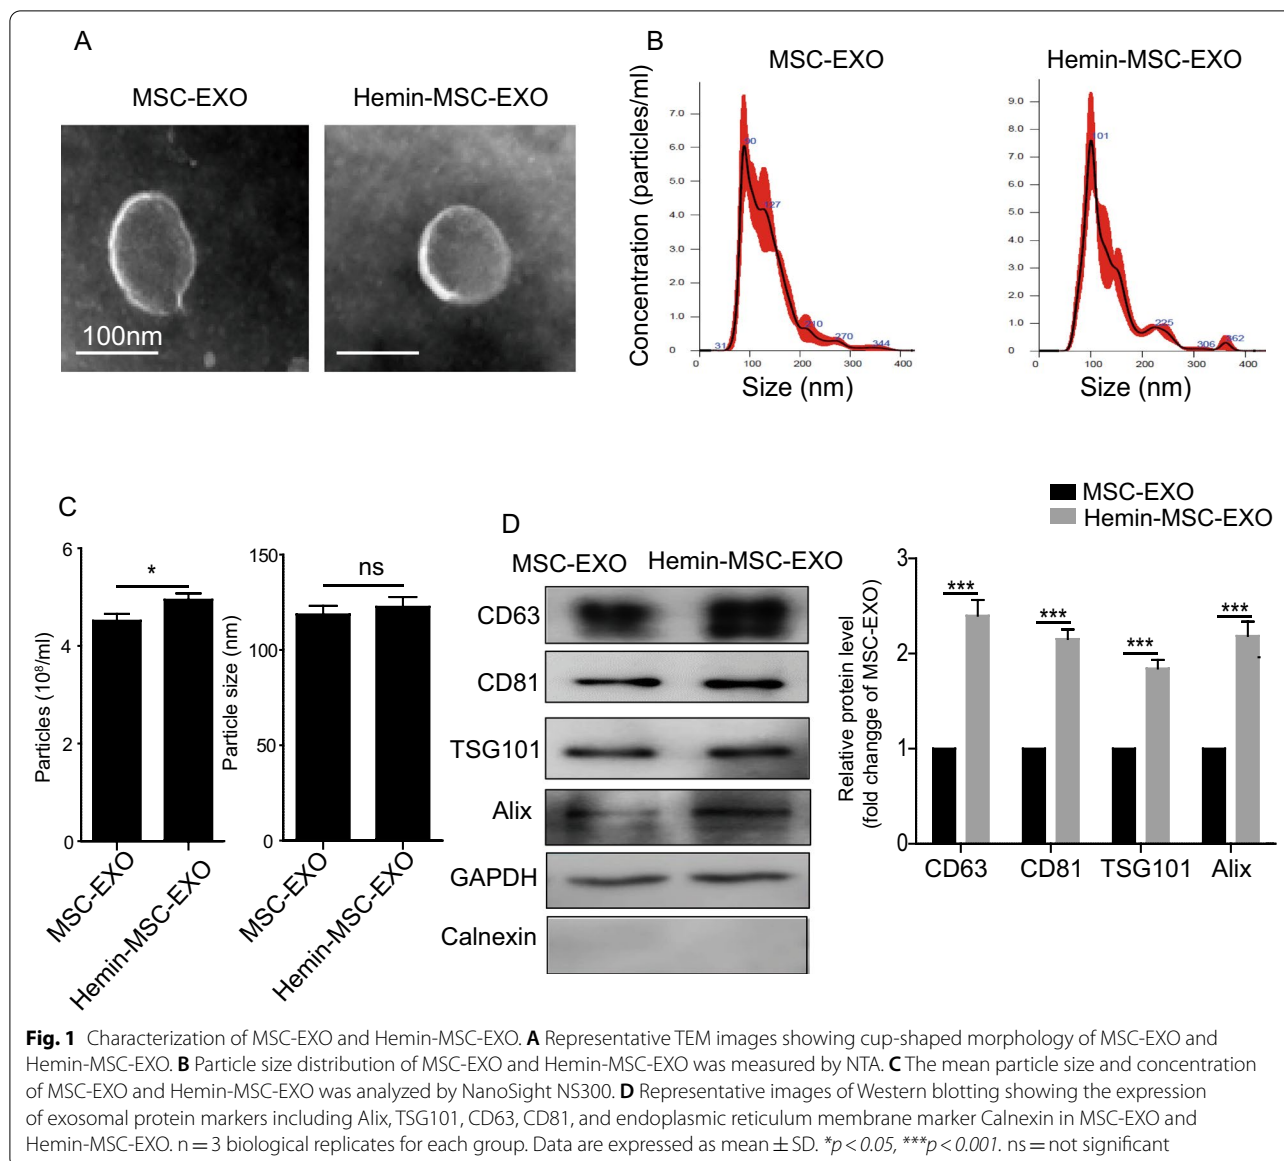 A
MSC-EXO
Hemin-MSC-EXO
100nm
B
MSC-EXO
Hemin-MSC-EXO
Concentration (particles/ml)
7.0
6.0
5.0
4.0
3.0
2.0
1.0
0
90
127
210
270
344
31
0
100
200
300
400
Size (nm)
9.0
8.0
7.0
6.0
5.0
4.0
3.0
2.0
1.0
0
101
225
306
362
0
100
200
300
400
Size (nm)
C
Particles (10⁸/ml)
6
4
2
0
*
MSC-EXO
Hemin-MSC-EXO
Particle size (nm)
150
100
50
0
ns
MSC-EXO
Hemin-MSC-EXO
D
MSC-EXO
Hemin-MSC-EXO
CD63
CD81
TSG101
Alix
GAPDH
Calnexin
MSC-EXO
Hemin-MSC-EXO
Relative protein level
(fold changge of MSC-EXO)
3
2
1
0
***
***
***
***
CD63
CD81
TSG101
Alix
Fig. 1 Characterization of MSC-EXO and Hemin-MSC-EXO. A Representative TEM images showing cup-shaped morphology of MSC-EXO and
Hemin-MSC-EXO. B Particle size distribution of MSC-EXO and Hemin-MSC-EXO was measured by NTA. C The mean particle size and concentration
of MSC-EXO and Hemin-MSC-EXO was analyzed by NanoSight NS300. D Representative images of Western blotting showing the expression
of exosomal protein markers including Alix, TSG101, CD63, CD81, and endoplasmic reticulum membrane marker Calnexin in MSC-EXO and
Hemin-MSC-EXO. n = 3 biological replicates for each group. Data are expressed as mean ± SD. *p < 0.05, ***p < 0.001. ns = not significant